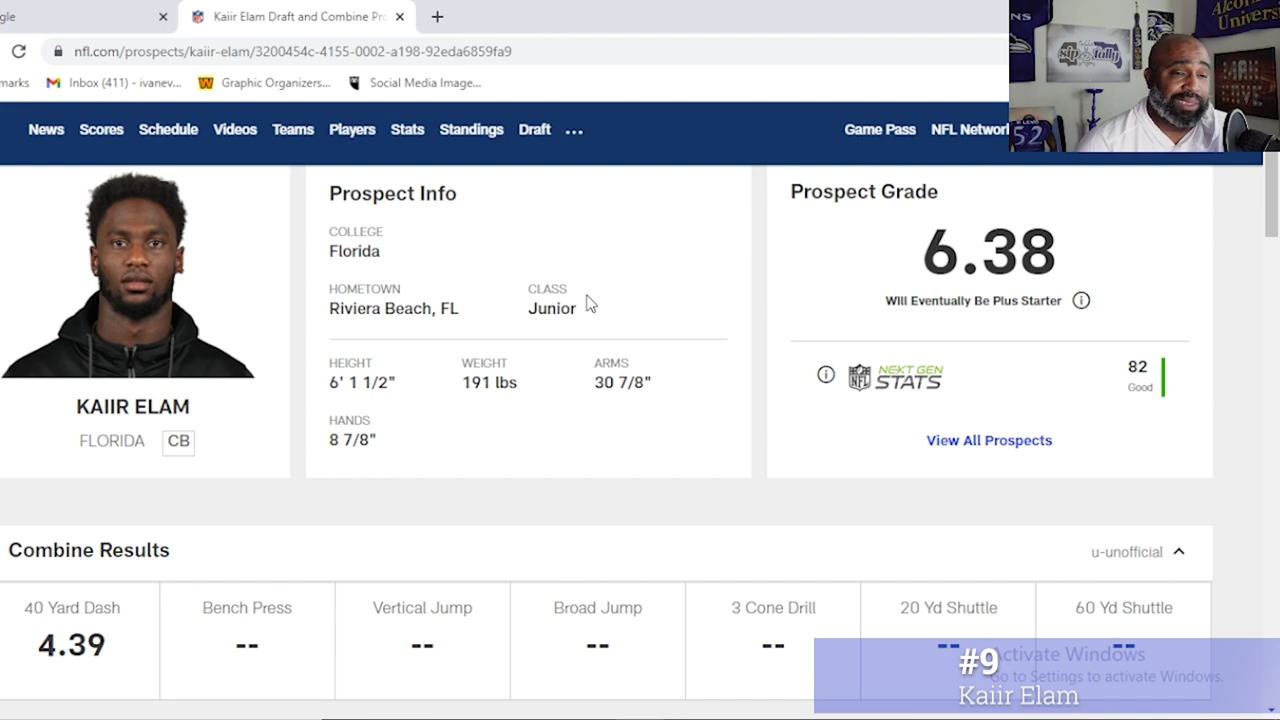 gle
Kaiir Elam Draft and Combine Pro
nfl.com/prospects/kaiir-elam/3200454c-4155-0002-a198-92eda6859fa9
marks
Inbox (411) - ivanev...
Graphic Organizers...
Social Media Image...
News Scores Schedule Videos Teams Players Stats Standings Draft ...
Game Pass NFL Network
52
KAIIR ELAM
FLORIDA CB
Prospect Info
COLLEGE
Florida
HOMETOWN CLASS
Riviera Beach, FL Junior
HEIGHT WEIGHT ARMS
6' 1 1/2" 191 lbs 30 7/8"
HANDS
8 7/8"
Prospect Grade
6.38
Will Eventually Be Plus Starter
NFL NEXT GEN STATS
82
Good
View All Prospects
Combine Results
u-unofficial
40 Yard Dash Bench Press Vertical Jump Broad Jump 3 Cone Drill 20 Yd Shuttle 60 Yd Shuttle
4.39 -- -- -- -- -- --
Activate Windows
Go to Settings to activate Windows.
#9
Kaiir Elam